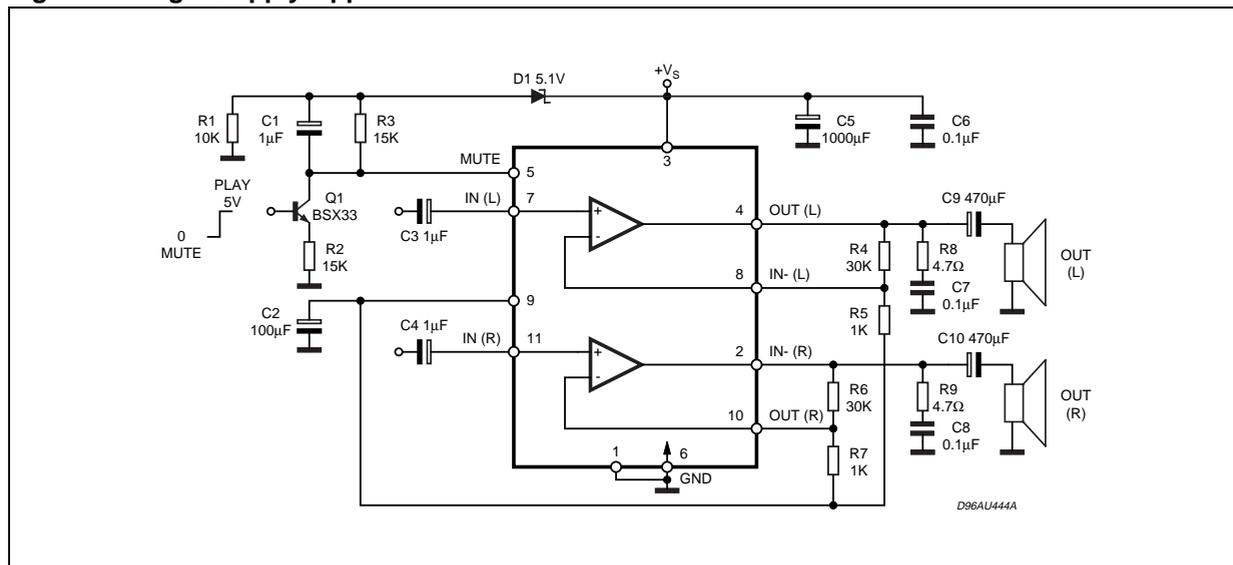 D1 5.1V
+VS
R1
10K
C1
1μF
R3
15K
C5
1000μF
C6
0.1μF
MUTE
5
3
PLAY
5V
0
MUTE
Q1
BSX33
IN (L)
7
C3 1μF
R2
15K
+
-
4
OUT (L)
C9 470μF
R4
30K
R8
4.7Ω
C7
0.1μF
OUT
(L)
8
IN- (L)
R5
1K
C2
100μF
9
C4 1μF
IN (R)
11
+
-
2
IN- (R)
C10 470μF
R6
30K
R9
4.7Ω
C8
0.1μF
OUT
(R)
10
OUT (R)
R7
1K
1
6
GND
D96AU444A